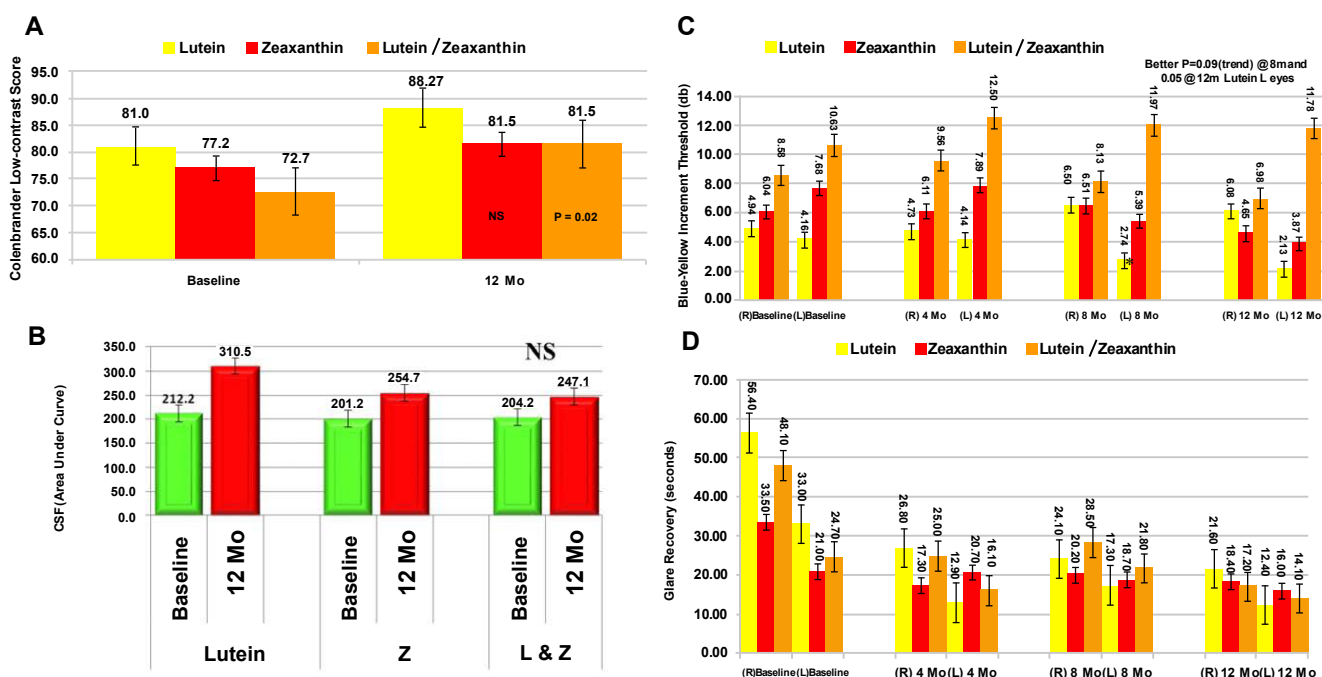 A
Lutein Zeaxanthin Lutein / Zeaxanthin
Colenbrander Low-contrast Score
95.0
90.0
85.0
80.0
75.0
70.0
65.0
60.0
81.0
77.2
72.7
88.27
81.5
81.5
NS
P = 0.02
Baseline
12 Mo
B
CSF(Area Under Curve)
350.0
300.0
250.0
200.0
150.0
100.0
50.0
0.0
212.2
310.5
201.2
254.7
204.2
247.1
NS
Baseline
12 Mo
Baseline
12 Mo
Baseline
12 Mo
Lutein
Z
L & Z
C
Lutein Zeaxanthin Lutein / Zeaxanthin
Better P=0.09(trend) @8mand
0.05 @12m Lutein L eyes
Blue-Yellow Increment Threshold (db)
14.00
12.00
10.00
8.00
6.00
4.00
2.00
0.00
4.94
6.04
8.58
4.16
7.68
10.63
4.73
6.11
9.56
4.14
7.89
12.50
6.50
6.51
8.13
2.74
*
5.39
11.97
6.08
4.65
6.98
2.13
3.87
11.78
(R)Baseline (L)Baseline
(R) 4 Mo (L) 4 Mo
(R) 8 Mo (L) 8 Mo
(R) 12 Mo (L) 12 Mo
D
Lutein Zeaxanthin Lutein /Zeaxanthin
Glare Recovery (seconds)
70.00
60.00
50.00
40.00
30.00
20.00
10.00
0.00
56.40
33.50
48.10
33.00
21.00
24.70
26.80
17.30
25.00
12.90
20.70
16.10
24.10
20.20
28.50
17.30
18.70
21.80
21.60
18.40
17.20
12.40
16.00
14.10
(R)Baseline (L)Baseline
(R) 4 Mo(L) 4 Mo
(R) 8 Mo(L) 8 Mo
(R) 12 Mo(L) 12 Mo